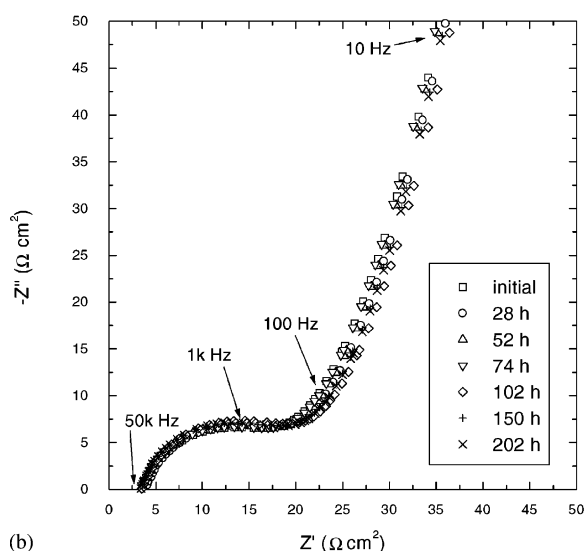 50
45
40
35
30
25
20
15
10
5
0
-Z" (Ω cm²)
10 Hz
100 Hz
1k Hz
50k Hz
initial
28 h
52 h
74 h
102 h
150 h
202 h
0 5 10 15 20 25 30 35 40 45 50
(b)
Z' (Ω cm²)